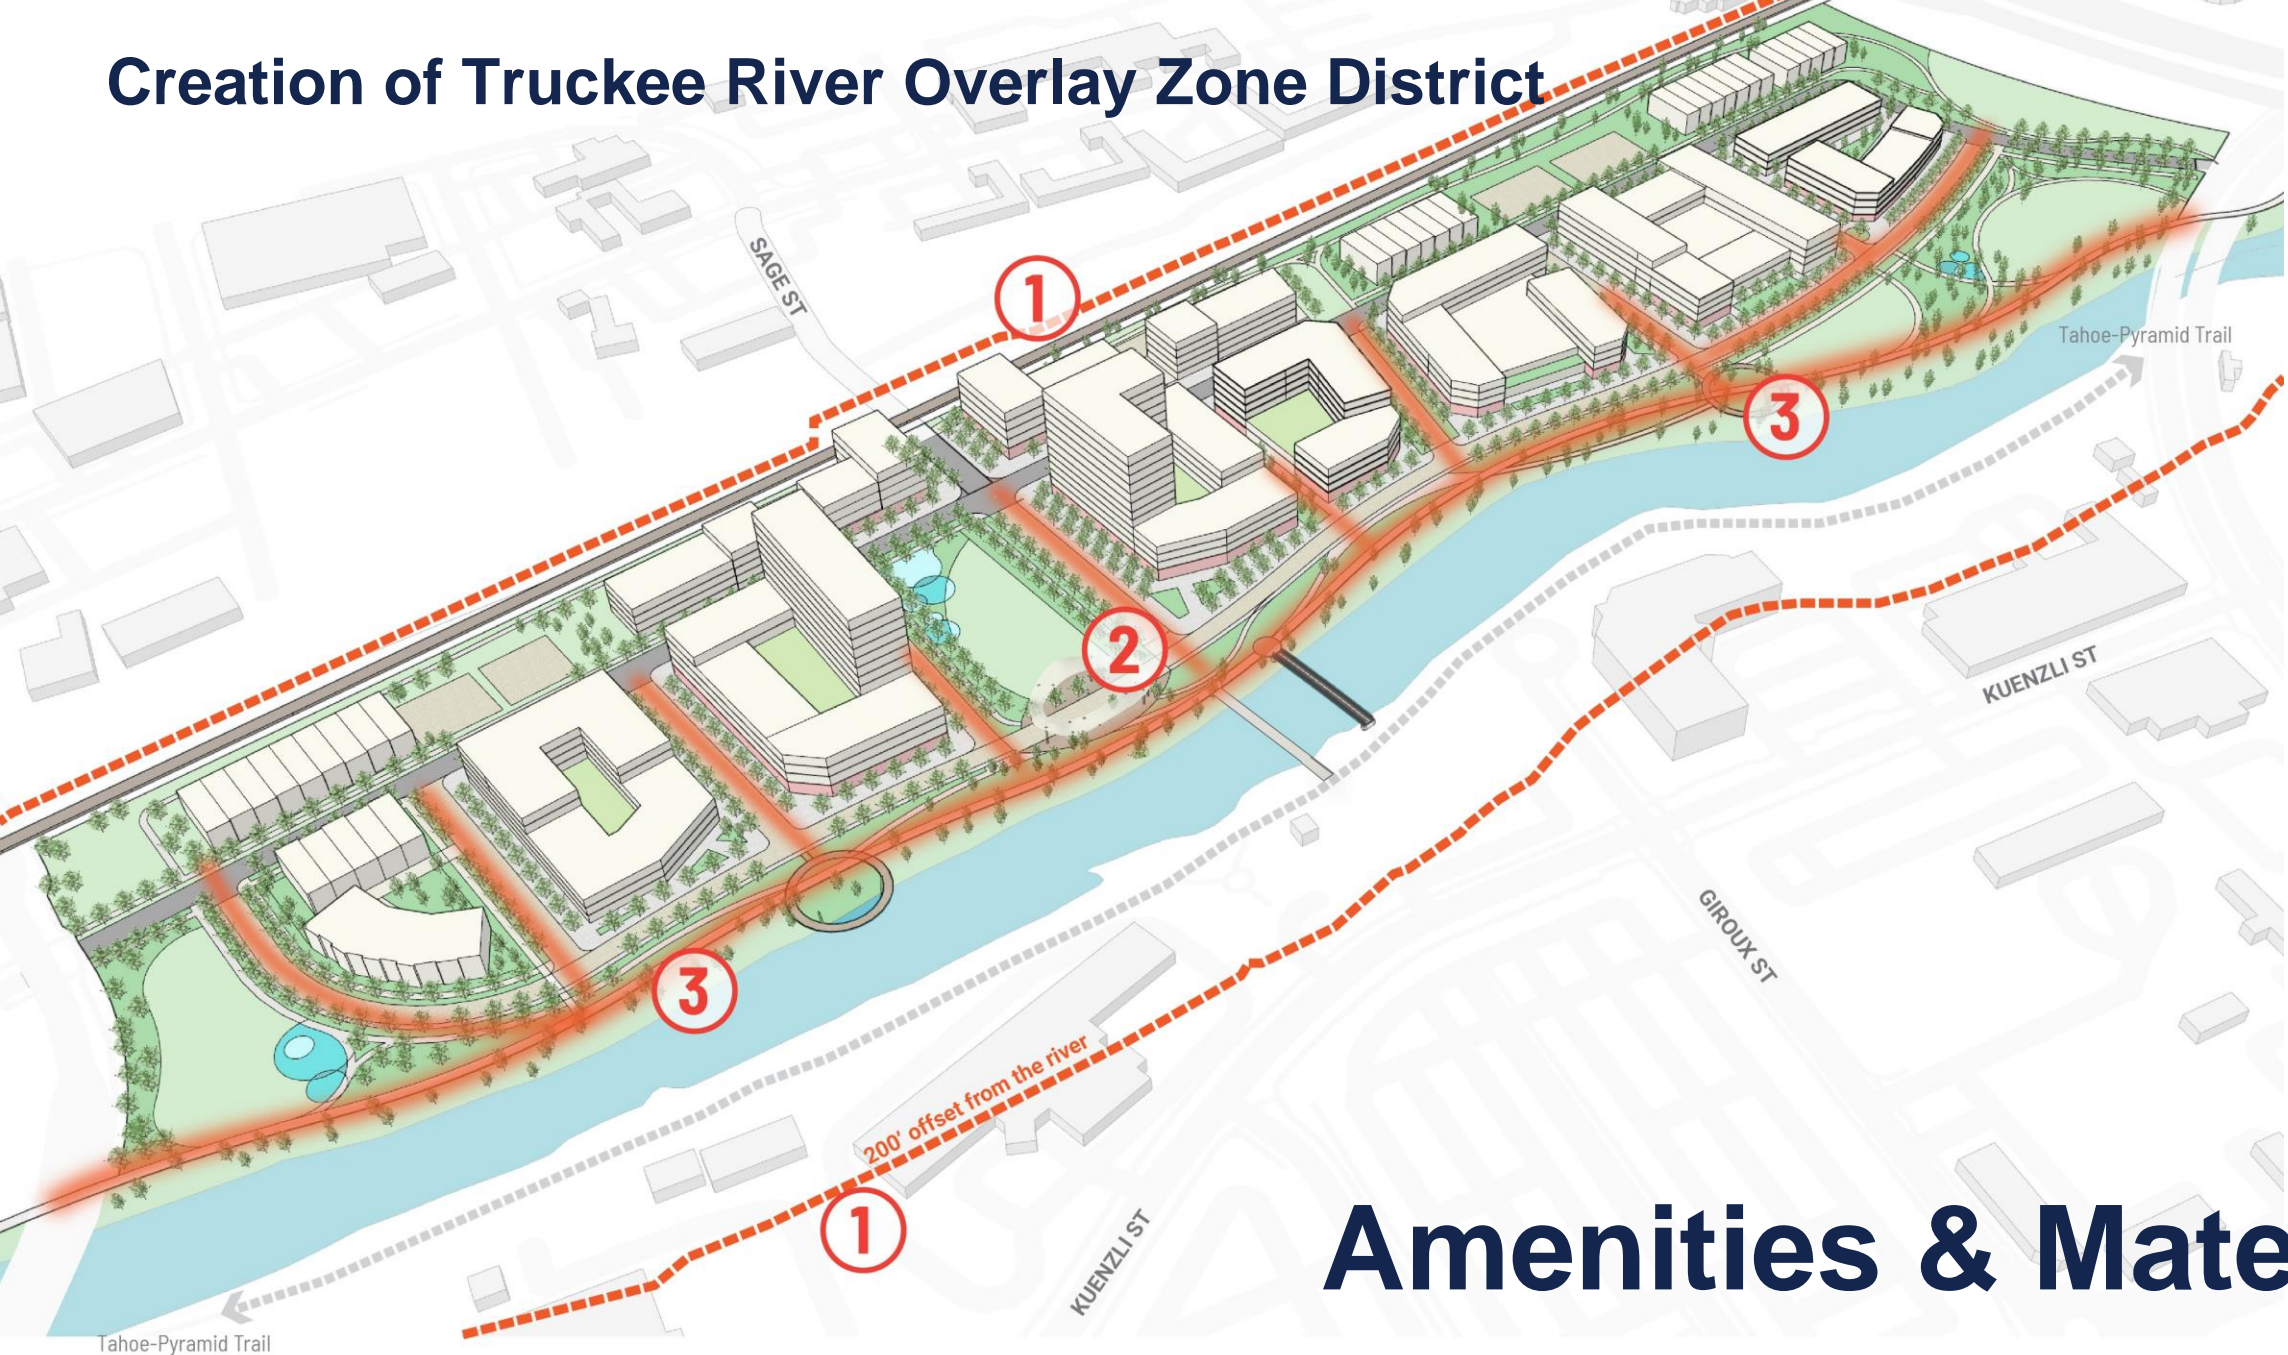 Creation of Truckee River Overlay Zone District
SAGE ST
1
Tahoe-Pyramid Trail
3
2
KUENZLI ST
GIROUX ST
3
200' offset from the river
1
KUENZLI ST
Amenities & Mate
Tahoe-Pyramid Trail